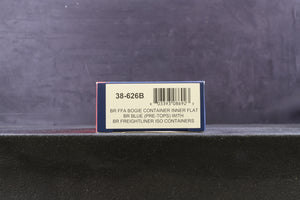 38-626B
BR FFA BOGIE CONTAINER INNER FLAT
BR BLUE (PRE-TOPS) WITH
BR FREIGHTLINER ISO CONTAINERS